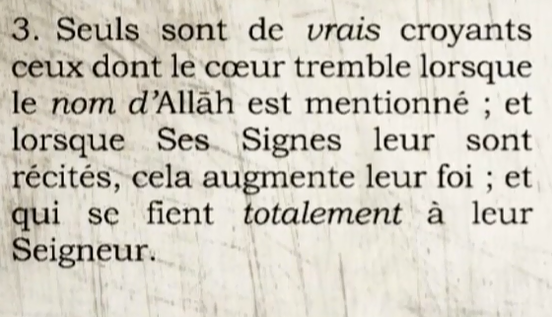 3. Seuls sont de vrais croyants
ceux dont le cœur tremble lorsque
le nom d'Allāh est mentionné ; et
lorsque Ses Signes leur sont
récités, cela augmente leur foi ; et
qui se fient totalement à leur
Seigneur.